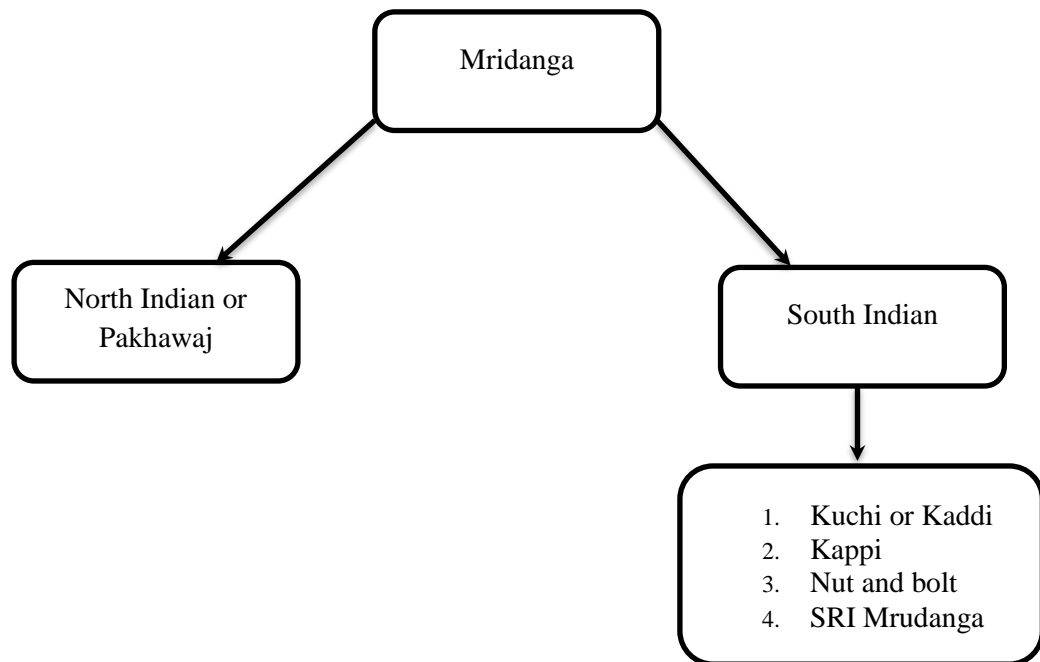 Mridanga
North Indian or
Pakhawaj
South Indian
1. Kuchi or Kaddi
2. Kappi
3. Nut and bolt
4. SRI Mrudanga